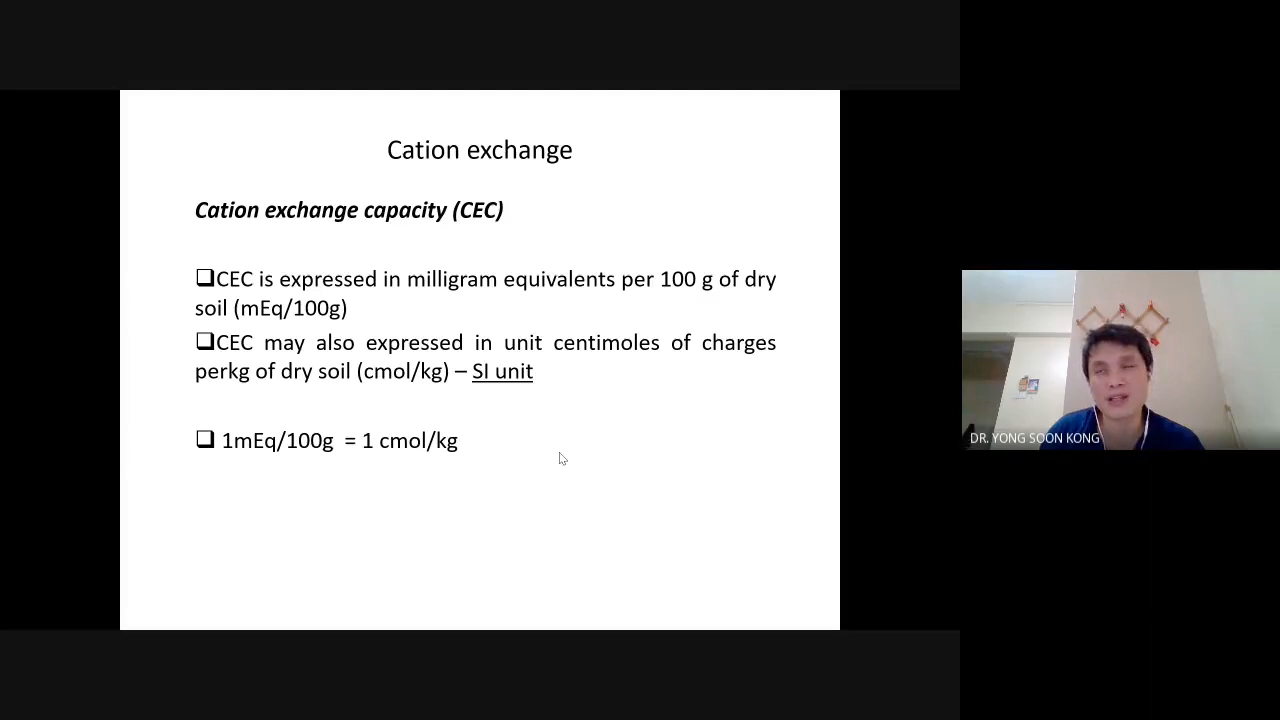 Cation exchange
Cation exchange capacity (CEC)
❑CEC is expressed in milligram equivalents per 100 g of dry
soil (mEq/100g)
❑CEC may also expressed in unit centimoles of charges
perkg of dry soil (cmol/kg) – SI unit
❑ 1mEq/100g = 1 cmol/kg
DR. YONG SOON KONG